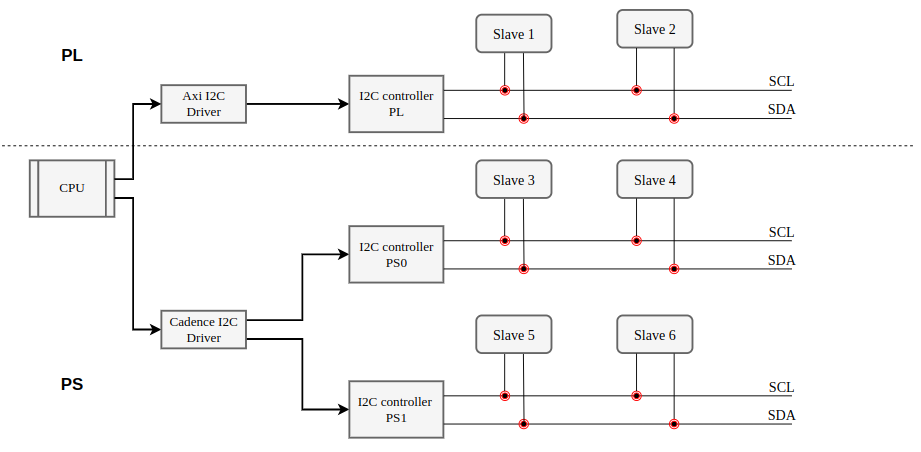 PL
Slave 1
Slave 2
SCL
SDA
Axi I2C
Driver
I2C controller
PL
CPU
Slave 3
Slave 4
SCL
SDA
I2C controller
PS0
Cadence I2C
Driver
Slave 5
Slave 6
SCL
SDA
PS
I2C controller
PS1